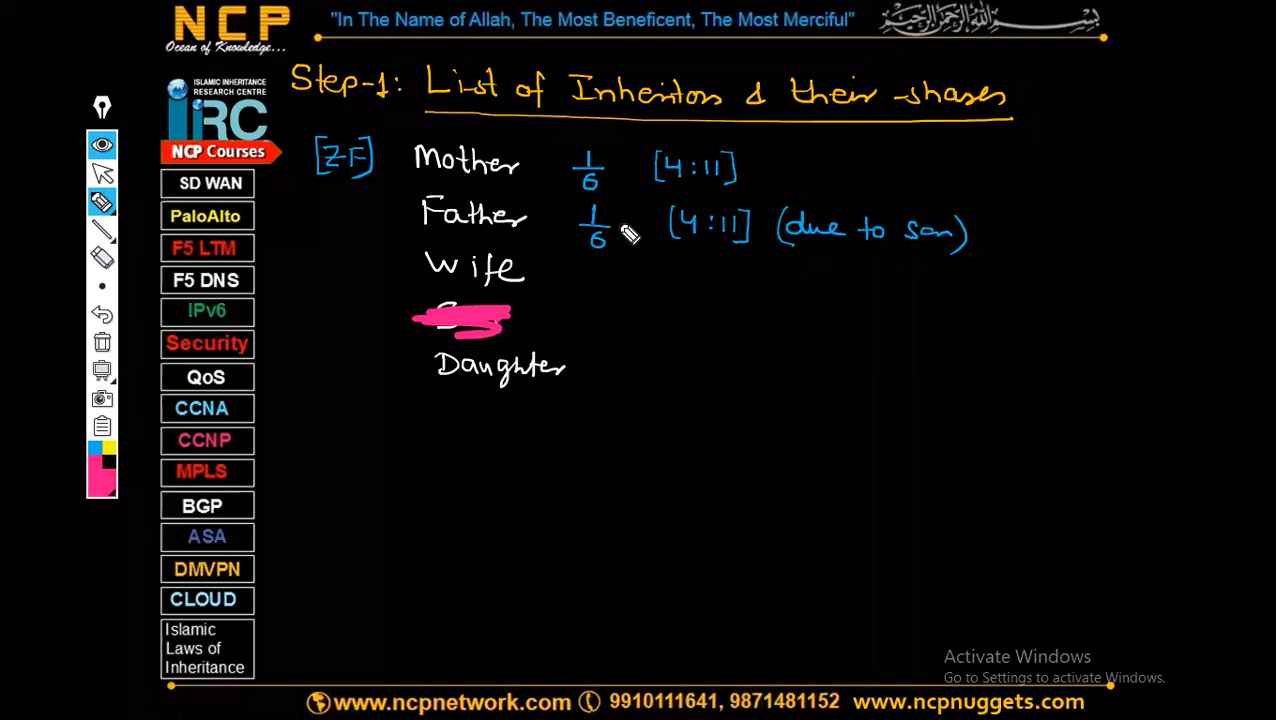 NCP
Ocean of Knowledge...
"In The Name of Allah, The Most Beneficent, The Most Merciful"
ISLAMIC INHERITANCE
RESEARCH CENTRE
iRC
NCP Courses
SD WAN
PaloAlto
F5 LTM
F5 DNS
IPv6
Security
QoS
CCNA
CCNP
MPLS
BGP
ASA
DMVPN
CLOUD
Islamic
Laws of
Inheritance
Step-1: List of Inheritors & their shares
[ZF] Mother 1/6 [4:11]
Father 1/6 [4:11] (due to son)
Wife
Daughter
Activate Windows
Go to Settings to activate Windows.
www.ncpnetwork.com 9910111641, 9871481152 www.ncpnuggets.com